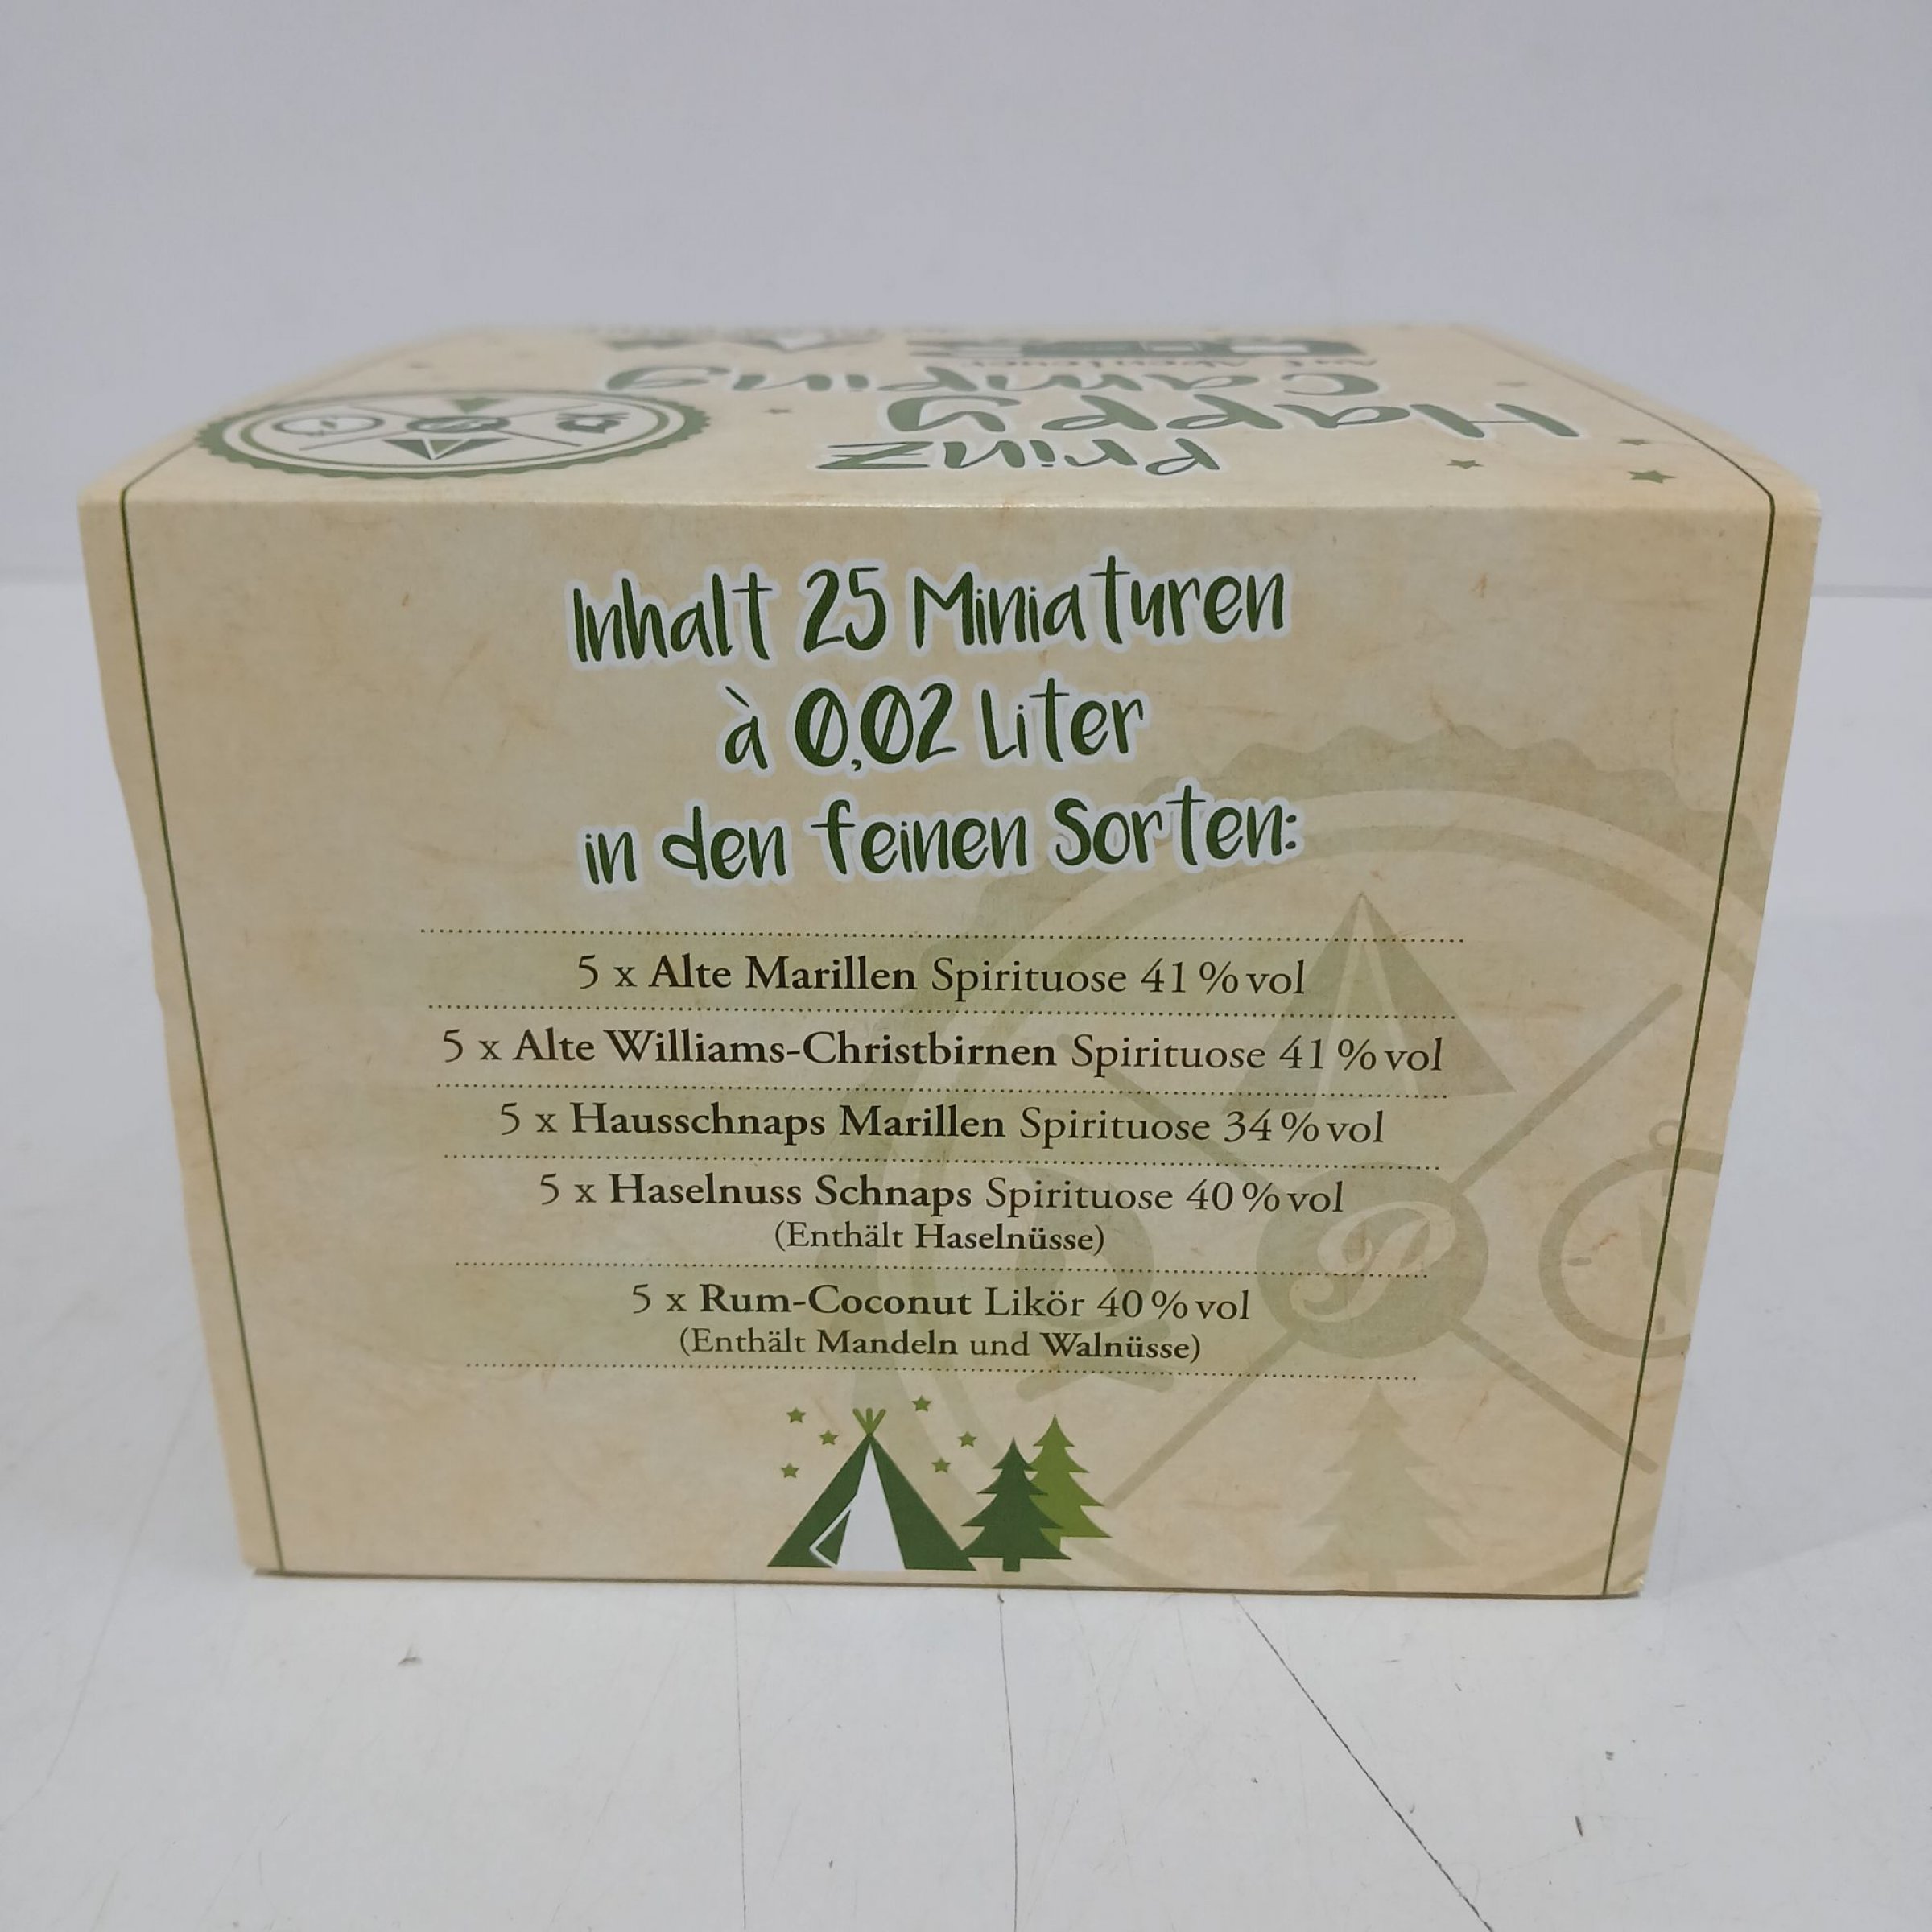 Prinz
Happy
Camping
Auf Abenteuer
Inhalt 25 Miniaturen
à 0,02 Liter
in den feinen Sorten:
5 x Alte Marillen Spirituose 41 % vol
5 x Alte Williams-Christbirnen Spirituose 41 % vol
5 x Hausschnaps Marillen Spirituose 34 % vol
5 x Haselnuss Schnaps Spirituose 40 % vol
(Enthält Haselnüsse)
5 x Rum-Coconut Likör 40 % vol
(Enthält Mandeln und Walnüsse)
P